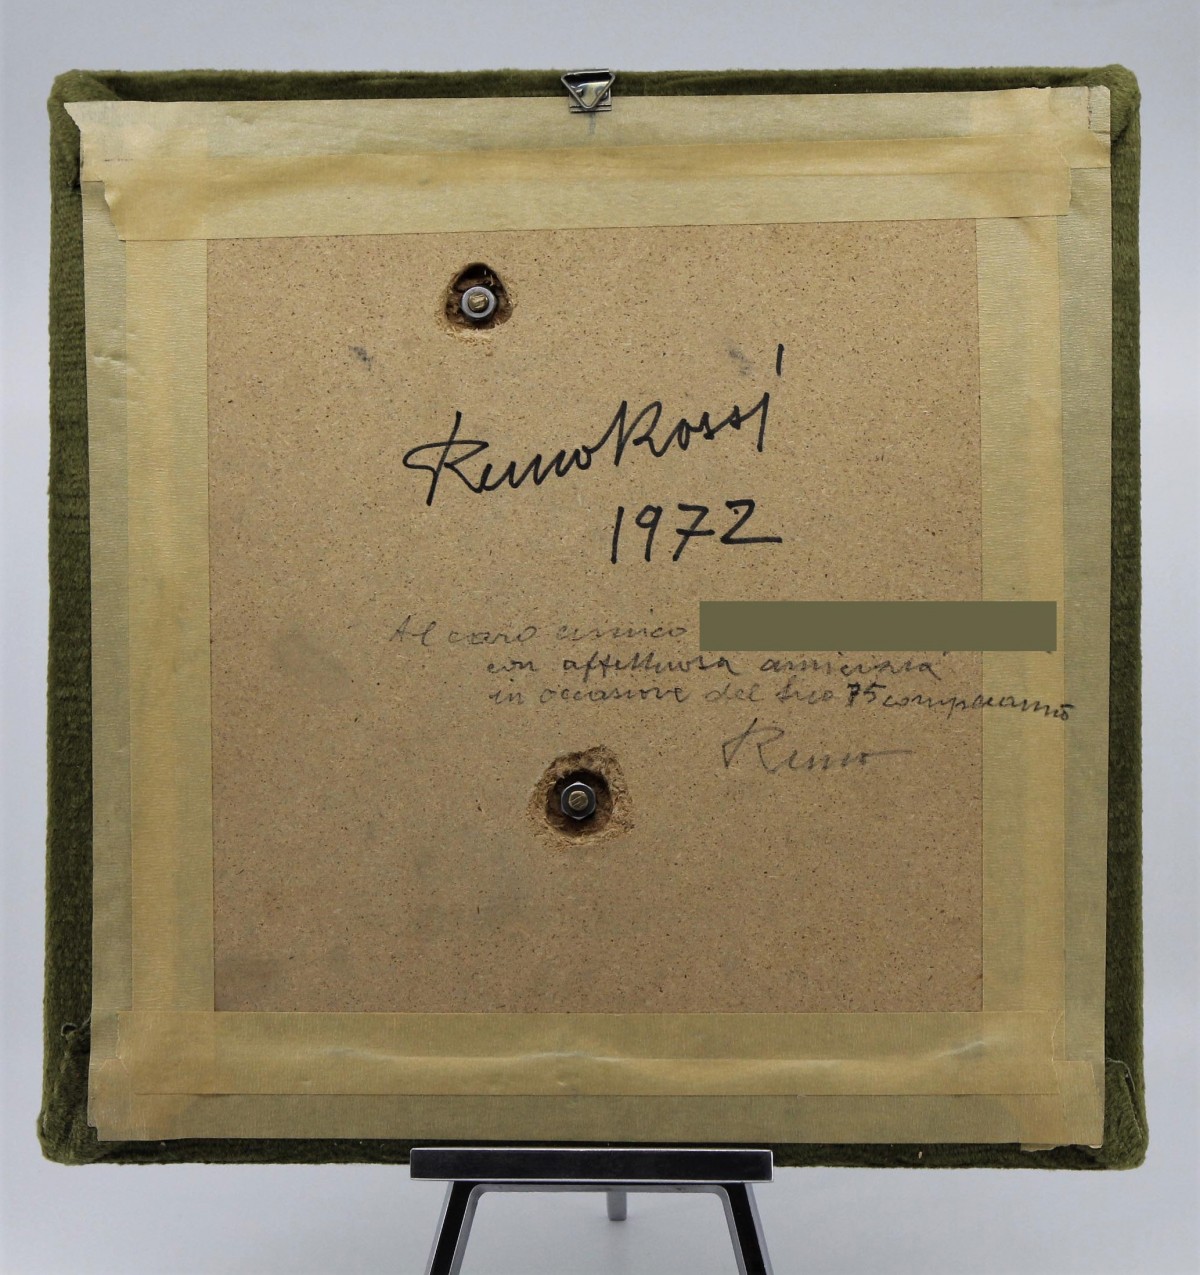 Remo Rossi
1972
Al caro amico
con affettuosa amicizia
in occasione del suo 75 compleanno
Remo